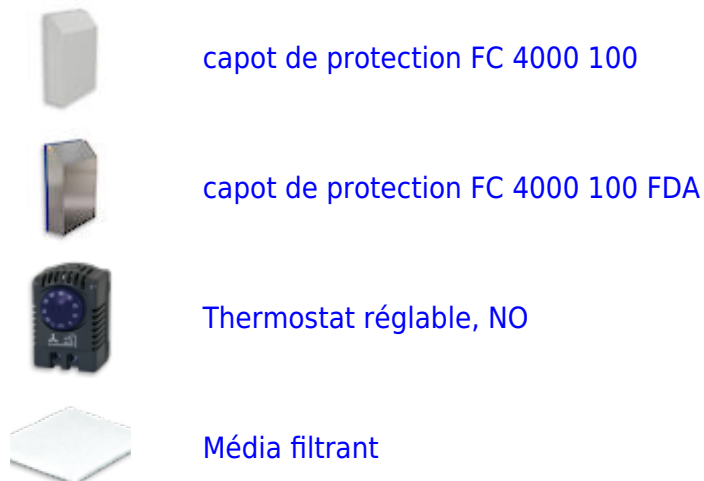 capot de protection FC 4000 100
capot de protection FC 4000 100 FDA
Thermostat réglable, NO
Média filtrant